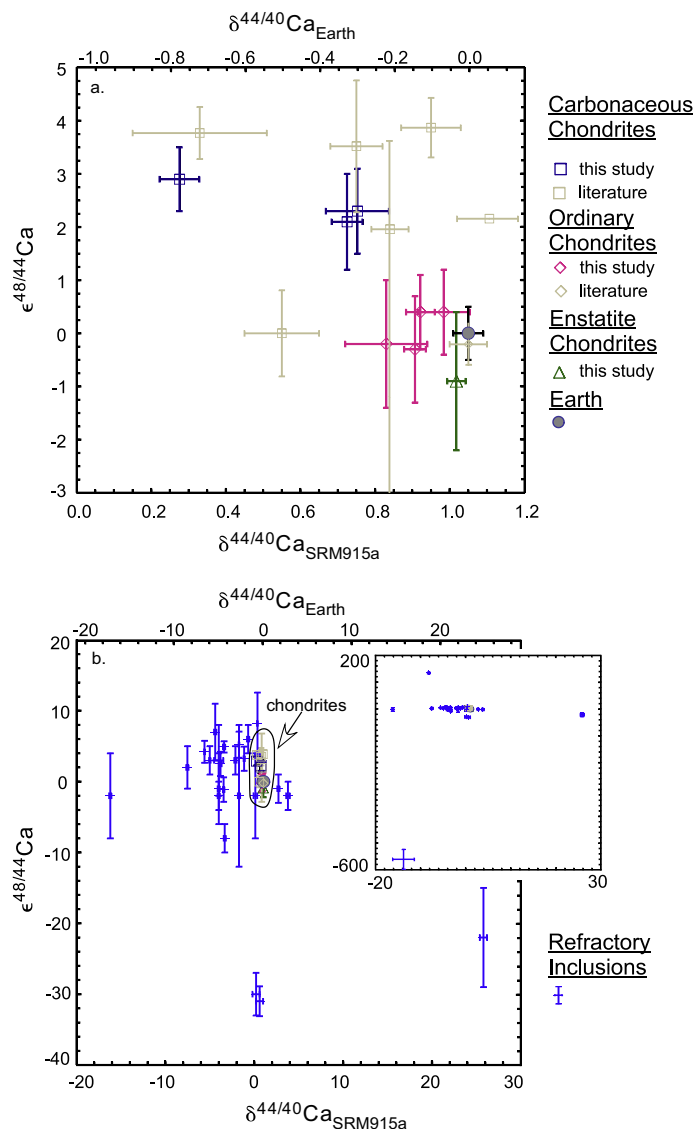 δ44/40CaEarth
-1.0 -0.8 -0.6 -0.4 -0.2 0.0
a.
5
4
3
2
1
0
-1
-2
-3
ε48/44Ca
0.0 0.2 0.4 0.6 0.8 1.0 1.2
δ44/40CaSRM915a
Carbonaceous
Chondrites
this study
literature
Ordinary
Chondrites
this study
literature
Enstatite
Chondrites
this study
Earth
δ44/40CaEarth
-20 -10 0 10 20
b.
20
10
0
-10
-20
-30
-40
ε48/44Ca
chondrites
200
-600
-20 30
-20 -10 0 10 20 30
δ44/40CaSRM915a
Refractory
Inclusions